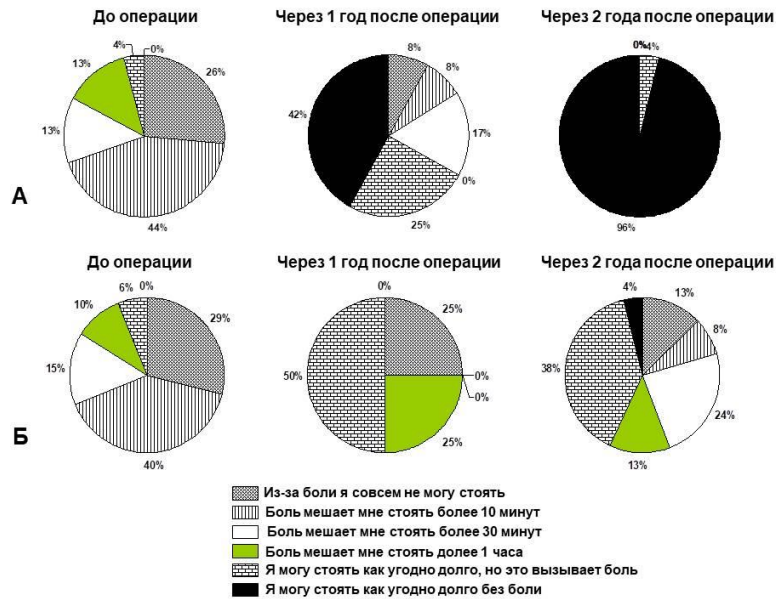 До операции
Через 1 год после операции
Через 2 года после операции
4%
0%
13%
26%
13%
44%
А
8%
8%
42%
17%
0%
25%
0%
4%
96%
До операции
Через 1 год после операции
Через 2 года после операции
6%
0%
10%
29%
15%
40%
Б
0%
25%
50%
0%
0%
25%
4%
13%
8%
38%
24%
13%
Из-за боли я совсем не могу стоять
Боль мешает мне стоять более 10 минут
Боль мешает мне стоять более 30 минут
Боль мешает мне стоять долее 1 часа
Я могу стоять как угодно долго, но это вызывает боль
Я могу стоять как угодно долго без боли